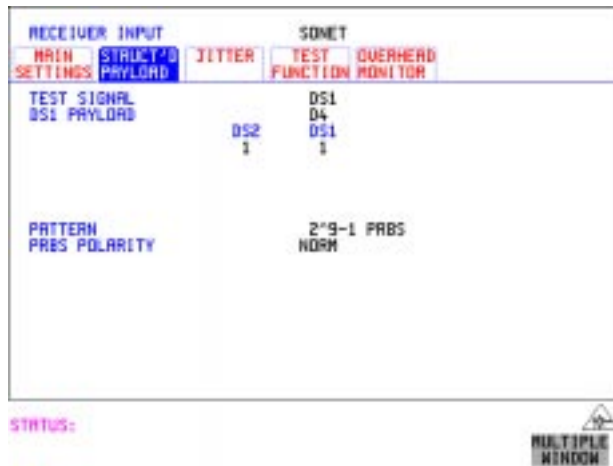 RECEIVER INPUT SONET
MAIN SETTINGS STRUCT'D PAYLOAD JITTER TEST FUNCTION OVERHEAD MONITOR
TEST SIGNAL DS1
DS1 PAYLOAD D4
DS2 DS1
1 1
PATTERN 2^9-1 PRBS
PRBS POLARITY NORM
STATUS:
MULTIPLE
WINDOW